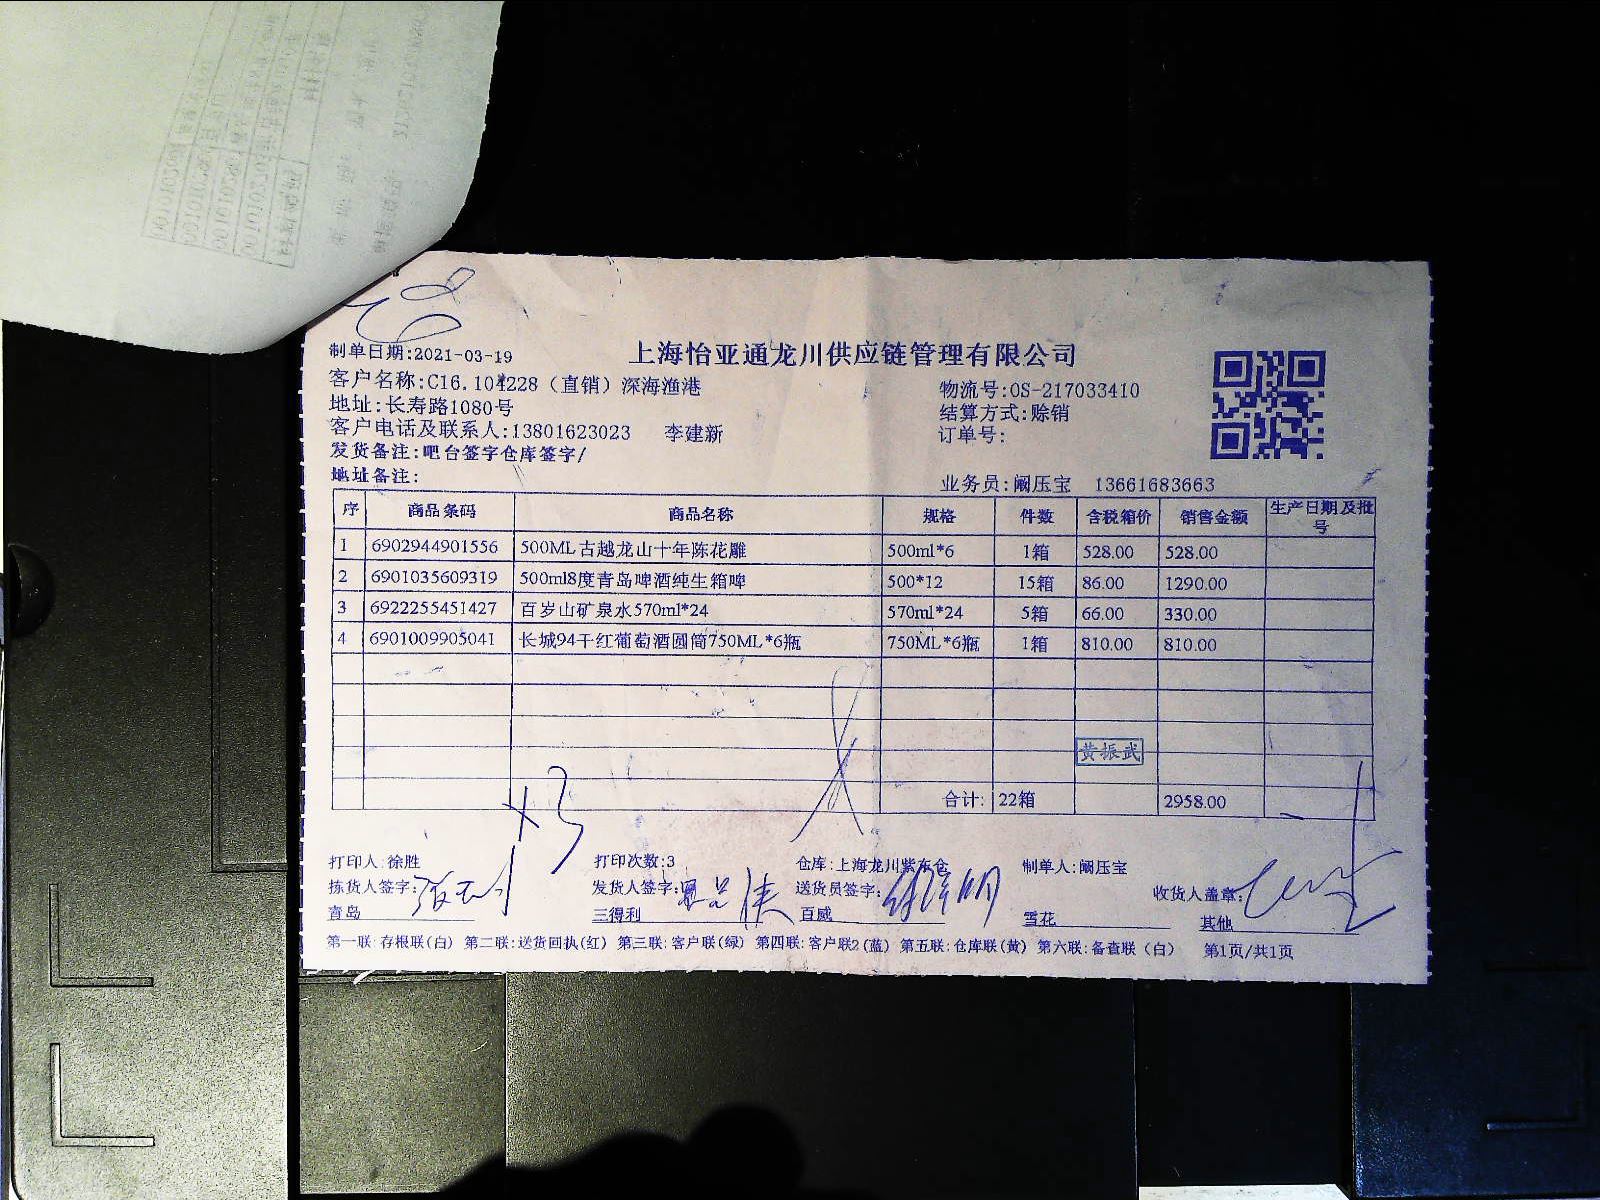 上海怡亚通龙川供应链管理有限公司
制单日期:2021-03-19
客户名称:C16.104228（直销）深海渔港
物流号:OS-217033410
地址:长寿路1080号
结算方式:赊销
客户电话及联系人:13801623023 李建新
订单号:
发货备注:吧台签字仓库签字/
地址备注:
业务员:阚压宝 13661683663
序 商品条码 商品名称 规格 件数 含税箱价 销售金额 生产日期及批号
1 6902944901556 500ML古越龙山十年陈花雕 500ml*6 1箱 528.00 528.00
2 6901035609319 500ml8度青岛啤酒纯生箱啤 500*12 15箱 86.00 1290.00
3 6922255451427 百岁山矿泉水570ml*24 570ml*24 5箱 66.00 330.00
4 6901009905041 长城94干红葡萄酒圆筒750ML*6瓶 750ML*6瓶 1箱 810.00 810.00
黄振武
合计: 22箱 2958.00
打印人:徐胜 打印次数:3 仓库:上海龙川紫东仓 制单人:阚压宝
拣货人签字: 发货人签字: 送货员签字: 收货人盖章:
青岛 三得利 百威 雪花 其他
第一联:存根联(白) 第二联:送货回执(红) 第三联:客户联(绿) 第四联:客户联2(蓝) 第五联:仓库联(黄) 第六联:备查联（白） 第1页/共1页